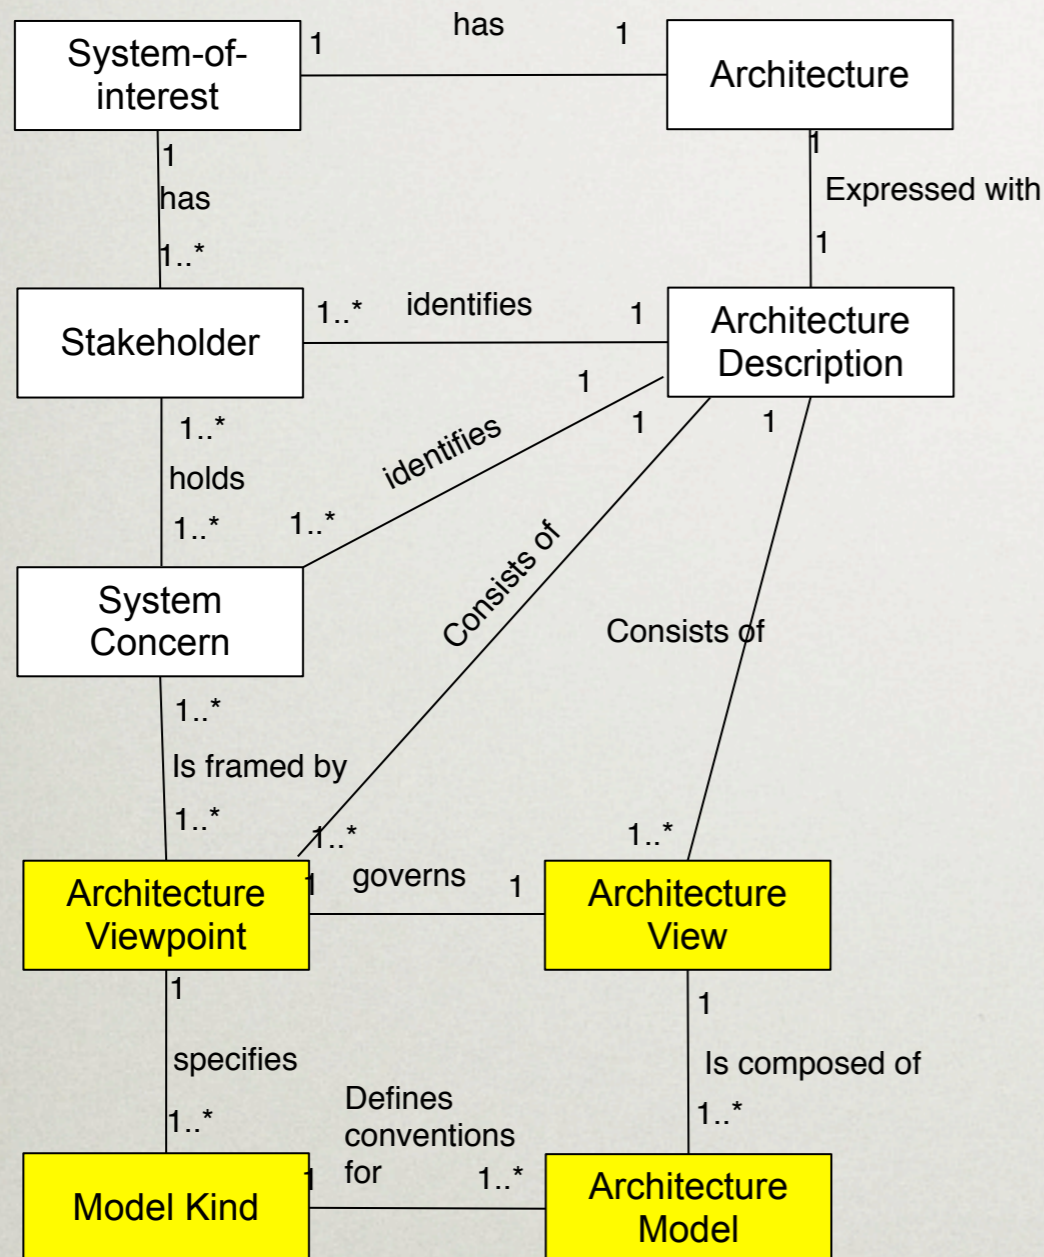 has
1
1
System-of-
interest
Architecture
1
has
1..*
1
Expressed with
1
Stakeholder
1..*
identifies
1
Architecture
Description
1..*
holds
1..*
1
identifies
1..*
1
1
Consists of
Consists of
System
Concern
1..*
Is framed by
1..*
1..*
1..*
Architecture
Viewpoint
1
governs
1
Architecture
View
1
specifies
1..*
1
Is composed of
1..*
Defines
conventions
for
1
1..*
Model Kind
Architecture
Model